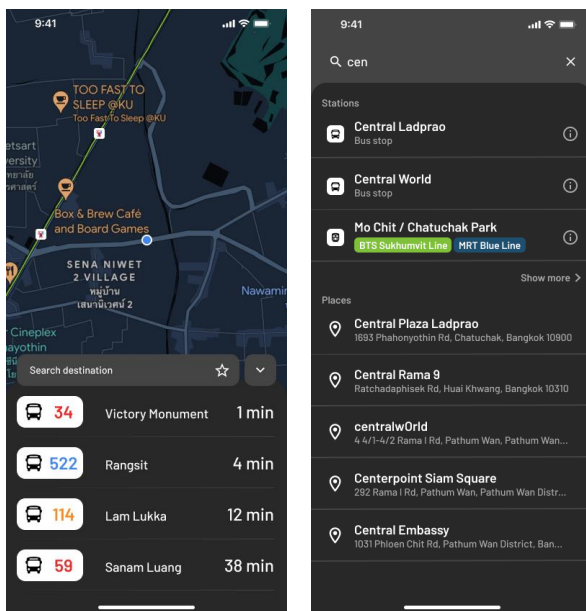 9:41
TOO FAST TO
SLEEP @KU
Too Fast To Sleep @KU
etsart
versity
Box & Brew Café
and Board Games
SENA NIWET
2 VILLAGE
หมู่บ้าน
เสนานิเวศน์ 2
Nawamin
Cineplex
ayothin
Search destination
34 Victory Monument 1 min
522 Rangsit 4 min
114 Lam Lukka 12 min
59 Sanam Luang 38 min
9:41
cen
Stations
Central Ladprao
Bus stop
Central World
Bus stop
Mo Chit / Chatuchak Park
BTS Sukhumvit Line MRT Blue Line
Show more >
Places
Central Plaza Ladprao
1693 Phahonyothin Rd, Chatuchak, Bangkok 10900
Central Rama 9
Ratchadaphisek Rd, Huai Khwang, Bangkok 10310
centralw0rld
4 4/1-4/2 Rama I Rd, Pathum Wan, Pathum Wan...
Centerpoint Siam Square
292 Rama I Rd, Pathum Wan, Pathum Wan Distr...
Central Embassy
1031 Phloen Chit Rd, Pathum Wan District, Ban...